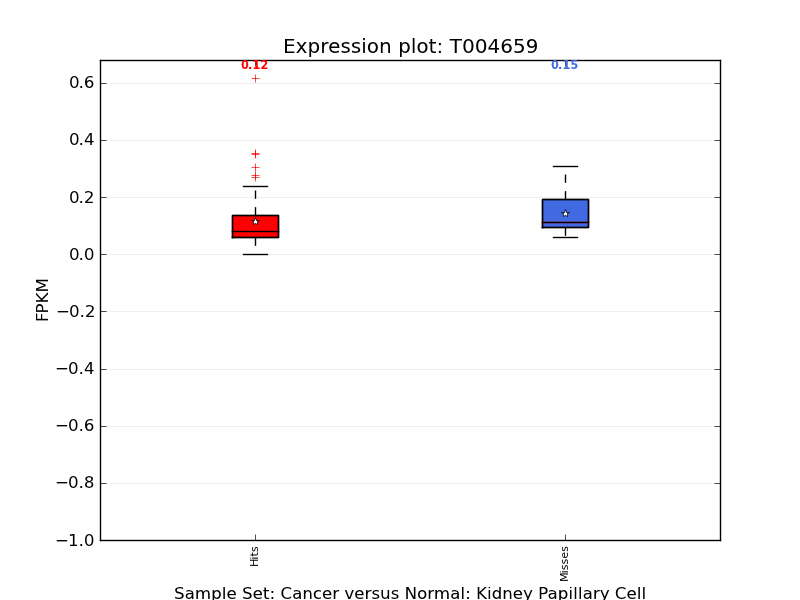 Expression plot: T004659
0.12
0.15
0.6
0.4
0.2
0.0
−0.2
−0.4
−0.6
−0.8
−1.0
FPKM
Hits
Misses
Sample Set: Cancer versus Normal: Kidney Papillary Cell